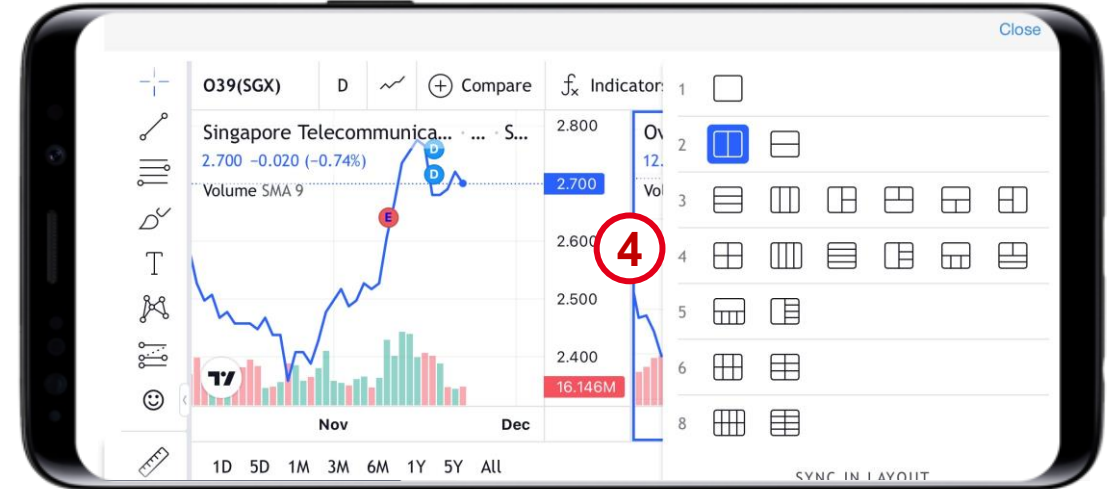 Close
O39(SGX) D Compare fx Indicator
Singapore Telecommunica... · ... · S...
2.700 −0.020 (−0.74%)
Volume SMA 9
D
D
E
2.800
2.700
2.600
2.500
2.400
16.146M
Nov Dec
1D 5D 1M 3M 6M 1Y 5Y All
T
Ov
12.
Vol
4
1
2
3
4
5
6
8
SYNC IN LAYOUT